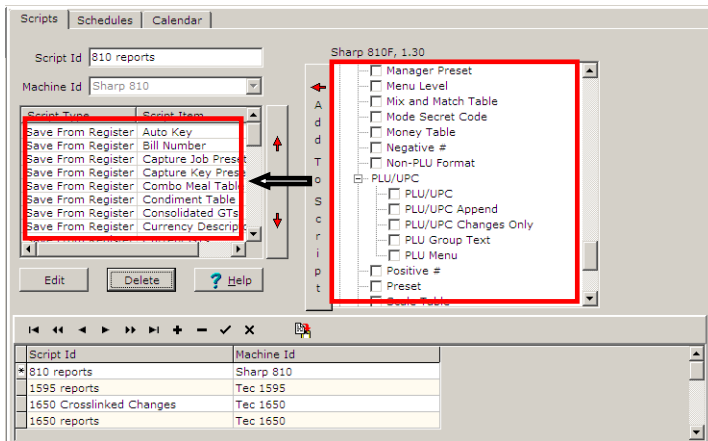 Scripts Schedules Calendar
Script Id 810 reports
Machine Id Sharp 810
Script Type Script Item
Save From Register Auto Key
Save From Register Bill Number
Save From Register Capture Job Preset
Save From Register Capture Key Prese
Save From Register Combo Meal Tabl
Save From Register Condiment Table
Save From Register Consolidated GTs
Save From Register Currency Descripto
Edit Delete ? Help
Add To Script
Sharp 810F, 1.30
Manager Preset
Menu Level
Mix and Match Table
Mode Secret Code
Money Table
Negative #
Non-PLU Format
PLU/UPC
PLU/UPC
PLU/UPC Append
PLU/UPC Changes Only
PLU Group Text
PLU Menu
Positive #
Preset
Scale Table
Script Id Machine Id
* 810 reports Sharp 810
1595 reports Tec 1595
1650 Crosslinked Changes Tec 1650
1650 reports Tec 1650